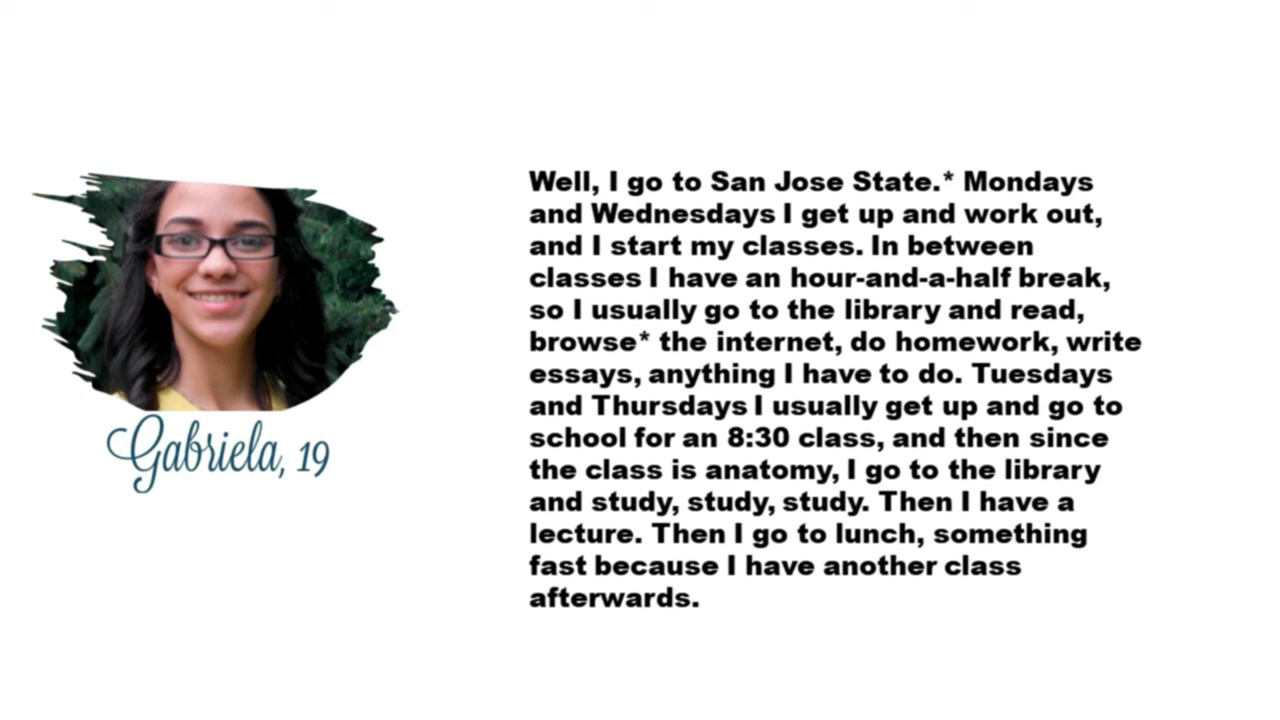 Gabriela, 19
Well, I go to San Jose State.* Mondays
and Wednesdays I get up and work out,
and I start my classes. In between
classes I have an hour-and-a-half break,
so I usually go to the library and read,
browse* the internet, do homework, write
essays, anything I have to do. Tuesdays
and Thursdays I usually get up and go to
school for an 8:30 class, and then since
the class is anatomy, I go to the library
and study, study, study. Then I have a
lecture. Then I go to lunch, something
fast because I have another class
afterwards.